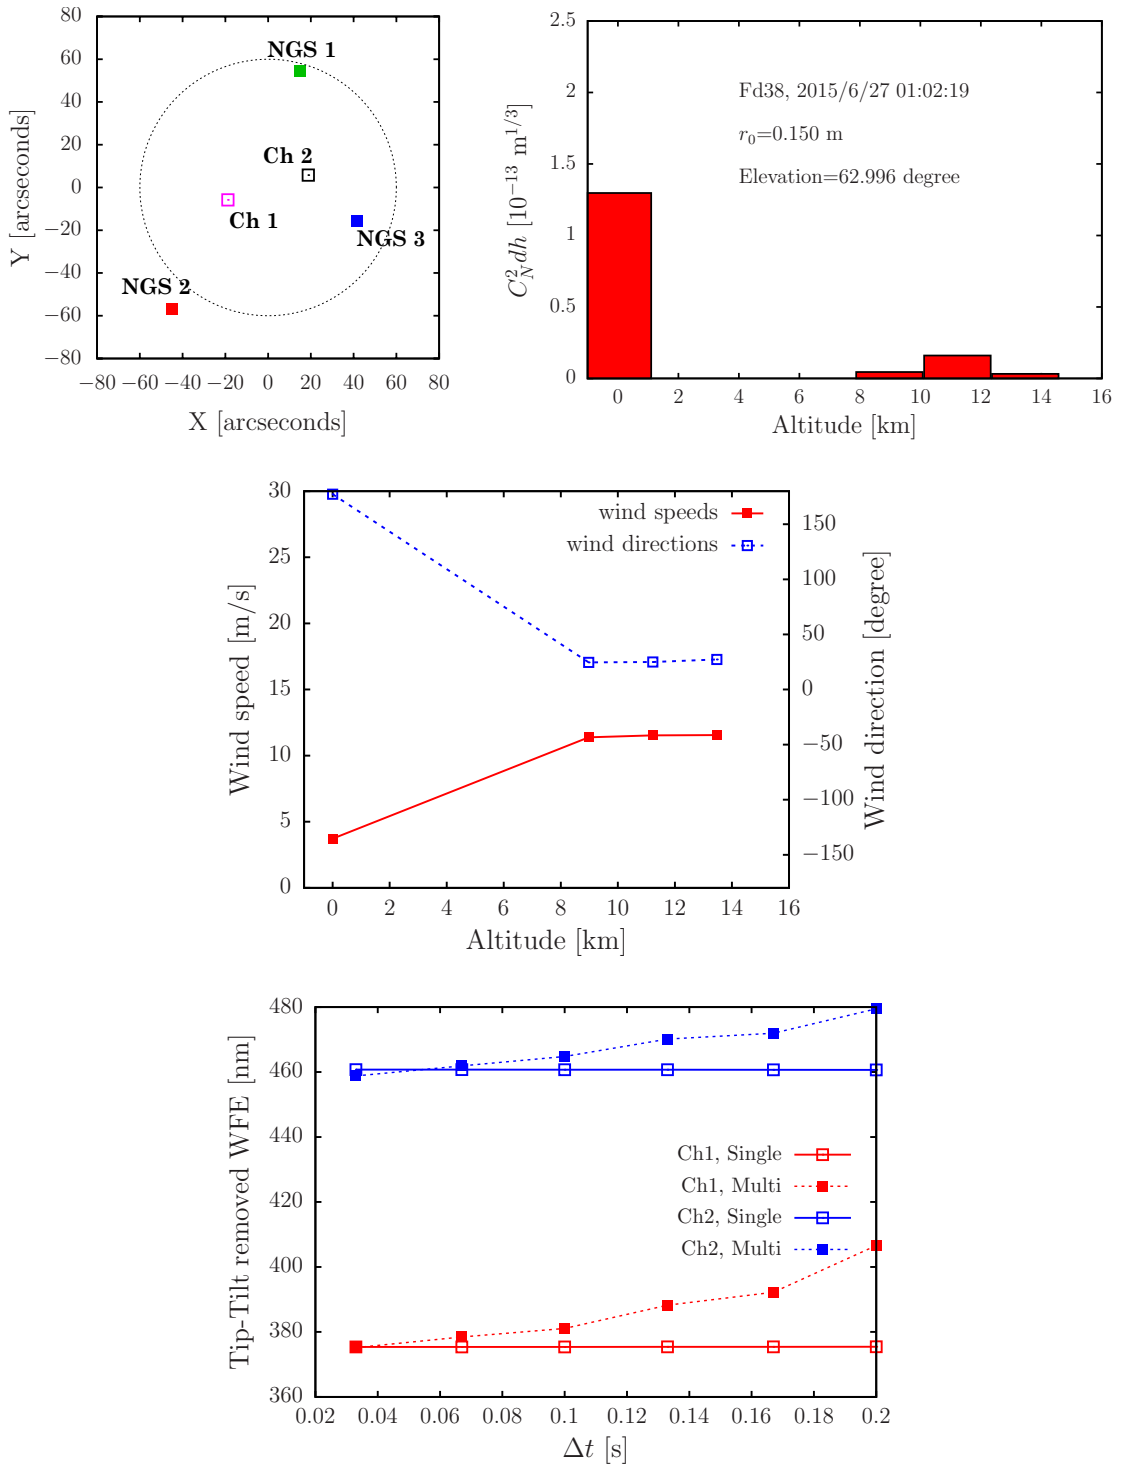 80
60
40
20
0
−20
−40
−60
−80
−80 −60 −40 −20 0 20 40 60 80
X [arcseconds]
Y [arcseconds]
NGS 1
Ch 2
Ch 1
NGS 3
NGS 2
2.5
2
1.5
1
0.5
0
0 2 4 6 8 10 12 14 16
Altitude [km]
C_N^2 dh [10^{−13} m^{1/3}]
Fd38, 2015/6/27 01:02:19
r_0=0.150 m
Elevation=62.996 degree
30
25
20
15
10
5
0
0 2 4 6 8 10 12 14 16
Altitude [km]
Wind speed [m/s]
wind speeds
wind directions
150
100
50
0
−50
−100
−150
Wind direction [degree]
480
460
440
420
400
380
360
0.02 0.04 0.06 0.08 0.1 0.12 0.14 0.16 0.18 0.2
Δt [s]
Tip-Tilt removed WFE [nm]
Ch1, Single
Ch1, Multi
Ch2, Single
Ch2, Multi